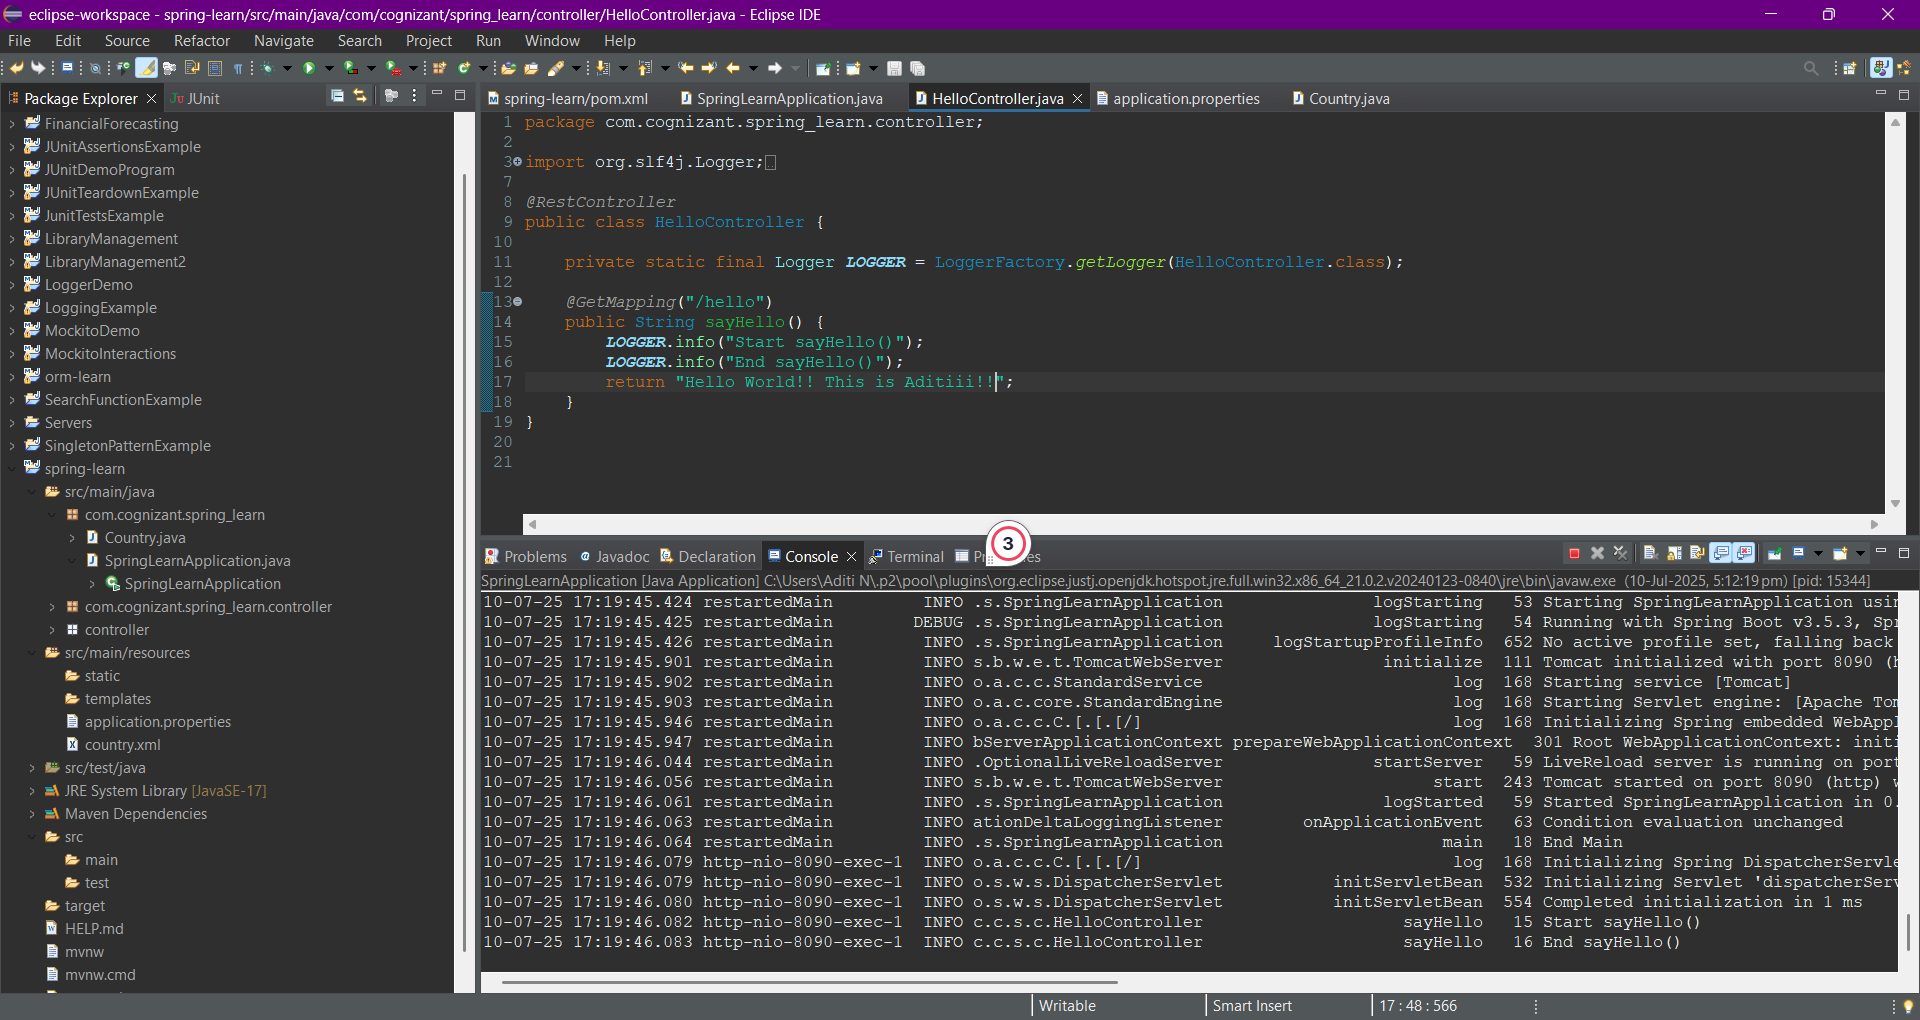 eclipse-workspace - spring-learn/src/main/java/com/cognizant/spring_learn/controller/HelloController.java - Eclipse IDE
File Edit Source Refactor Navigate Search Project Run Window Help
Package Explorer
JUnit
FinancialForecasting
JUnitAssertionsExample
JUnitDemoProgram
JUnitTeardownExample
JunitTestsExample
LibraryManagement
LibraryManagement2
LoggerDemo
LoggingExample
MockitoDemo
MockitoInteractions
orm-learn
SearchFunctionExample
Servers
SingletonPatternExample
spring-learn
src/main/java
com.cognizant.spring_learn
Country.java
SpringLearnApplication.java
SpringLearnApplication
com.cognizant.spring_learn.controller
controller
src/main/resources
static
templates
application.properties
country.xml
src/test/java
JRE System Library [JavaSE-17]
Maven Dependencies
src
main
test
target
HELP.md
mvnw
mvnw.cmd
spring-learn/pom.xml SpringLearnApplication.java HelloController.java application.properties Country.java
1 package com.cognizant.spring_learn.controller;
2
3 import org.slf4j.Logger;
7
8 @RestController
9 public class HelloController {
10
11 private static final Logger LOGGER = LoggerFactory.getLogger(HelloController.class);
12
13 @GetMapping("/hello")
14 public String sayHello() {
15 LOGGER.info("Start sayHello()");
16 LOGGER.info("End sayHello()");
17 return "Hello World!! This is Aditiii!!";
18 }
19 }
20
21
3
Problems Javadoc Declaration Console Terminal
SpringLearnApplication [Java Application] C:\Users\Aditi N\.p2\pool\plugins\org.eclipse.justj.openjdk.hotspot.jre.full.win32.x86_64_21.0.2.v20240123-0840\jre\bin\javaw.exe (10-Jul-2025, 5:12:19 pm) [pid: 15344]
10-07-25 17:19:45.424 restartedMain INFO .s.SpringLearnApplication logStarting 53 Starting SpringLearnApplication usin
10-07-25 17:19:45.425 restartedMain DEBUG .s.SpringLearnApplication logStarting 54 Running with Spring Boot v3.5.3, Spr
10-07-25 17:19:45.426 restartedMain INFO .s.SpringLearnApplication logStartupProfileInfo 652 No active profile set, falling back
10-07-25 17:19:45.901 restartedMain INFO s.b.w.e.t.TomcatWebServer initialize 111 Tomcat initialized with port 8090 (h
10-07-25 17:19:45.902 restartedMain INFO o.a.c.c.StandardService log 168 Starting service [Tomcat]
10-07-25 17:19:45.903 restartedMain INFO o.a.c.core.StandardEngine log 168 Starting Servlet engine: [Apache Tom
10-07-25 17:19:45.946 restartedMain INFO o.a.c.c.C.[.[.[/] log 168 Initializing Spring embedded WebAppl
10-07-25 17:19:45.947 restartedMain INFO bServerApplicationContext prepareWebApplicationContext 301 Root WebApplicationContext: initi
10-07-25 17:19:46.044 restartedMain INFO .OptionalLiveReloadServer startServer 59 LiveReload server is running on port
10-07-25 17:19:46.056 restartedMain INFO s.b.w.e.t.TomcatWebServer start 243 Tomcat started on port 8090 (http) w
10-07-25 17:19:46.061 restartedMain INFO .s.SpringLearnApplication logStarted 59 Started SpringLearnApplication in 0.
10-07-25 17:19:46.063 restartedMain INFO ationDeltaLoggingListener onApplicationEvent 63 Condition evaluation unchanged
10-07-25 17:19:46.064 restartedMain INFO .s.SpringLearnApplication main 18 End Main
10-07-25 17:19:46.079 http-nio-8090-exec-1 INFO o.a.c.c.C.[.[.[/] log 168 Initializing Spring DispatcherServle
10-07-25 17:19:46.079 http-nio-8090-exec-1 INFO o.s.w.s.DispatcherServlet initServletBean 532 Initializing Servlet 'dispatcherServ
10-07-25 17:19:46.080 http-nio-8090-exec-1 INFO o.s.w.s.DispatcherServlet initServletBean 554 Completed initialization in 1 ms
10-07-25 17:19:46.082 http-nio-8090-exec-1 INFO c.c.s.c.HelloController sayHello 15 Start sayHello()
10-07-25 17:19:46.083 http-nio-8090-exec-1 INFO c.c.s.c.HelloController sayHello 16 End sayHello()
Writable Smart Insert 17 : 48 : 566